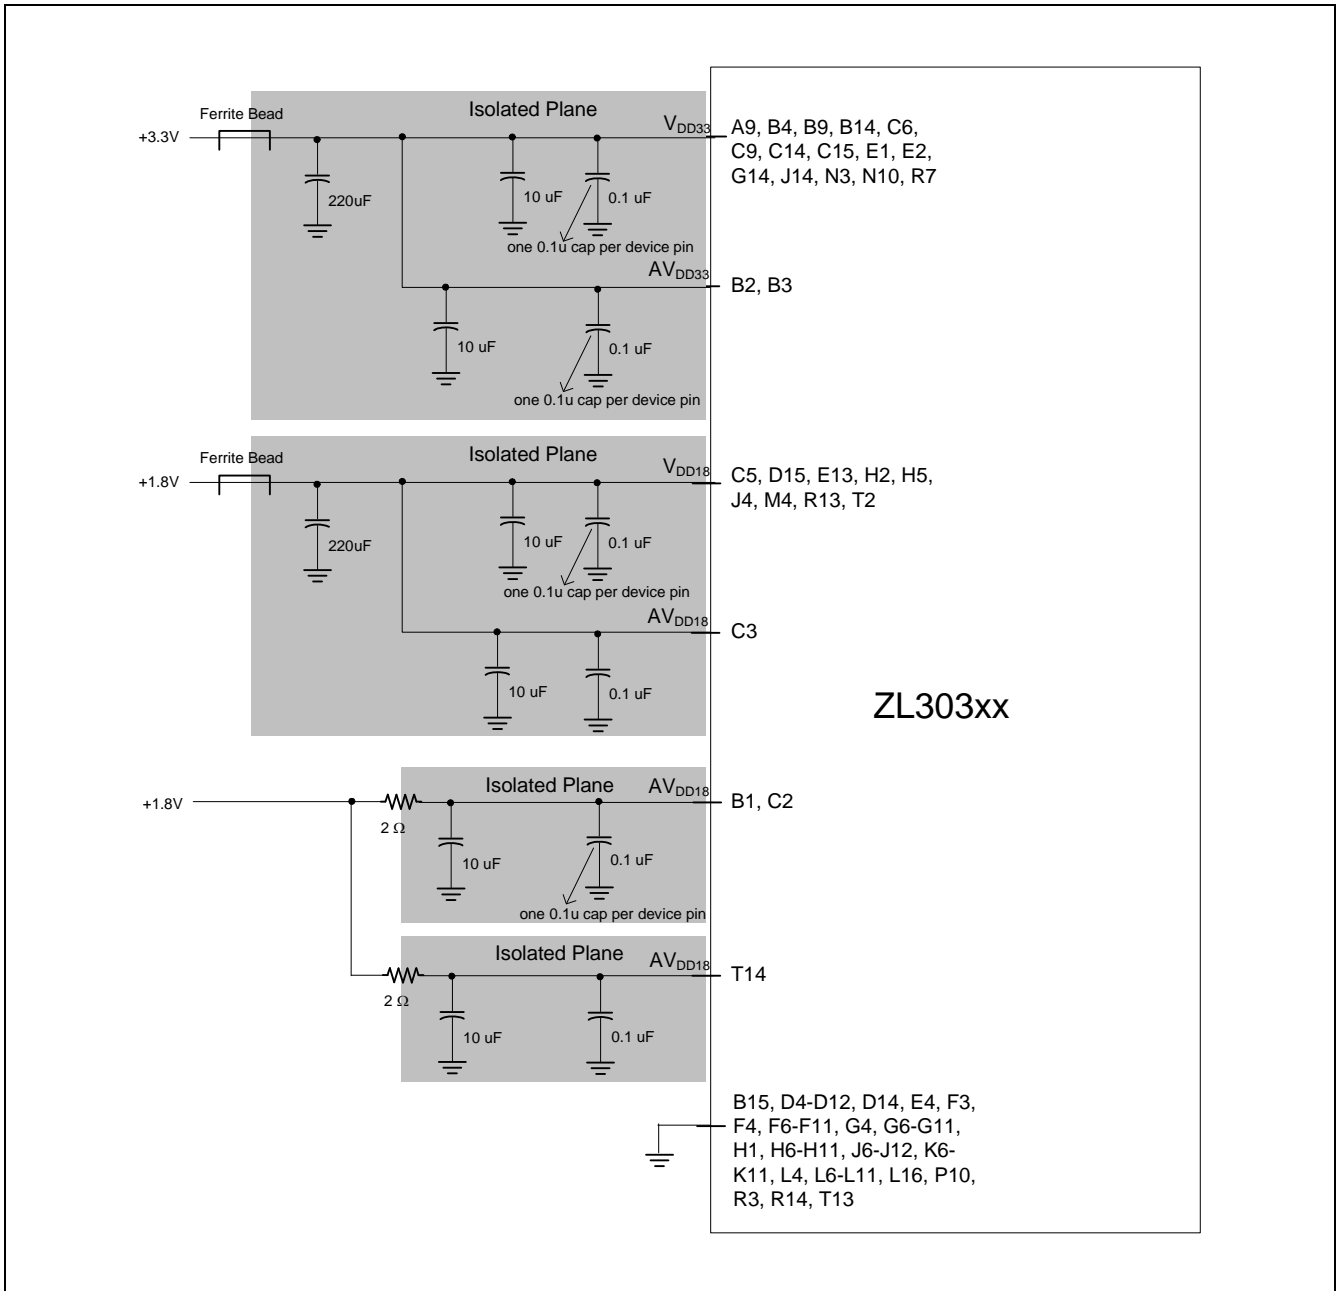 Ferrite Bead
Isolated Plane
+3.3V
VDD33
A9, B4, B9, B14, C6,
C9, C14, C15, E1, E2,
G14, J14, N3, N10, R7
220uF
10 uF
0.1 uF
one 0.1u cap per device pin
AVDD33
B2, B3
10 uF
0.1 uF
one 0.1u cap per device pin
Ferrite Bead
Isolated Plane
+1.8V
VDD18
C5, D15, E13, H2, H5,
J4, M4, R13, T2
220uF
10 uF
0.1 uF
one 0.1u cap per device pin
AVDD18
C3
10 uF
0.1 uF
ZL303xx
Isolated Plane
+1.8V
AVDD18
B1, C2
2 Ω
10 uF
0.1 uF
one 0.1u cap per device pin
Isolated Plane
AVDD18
T14
2 Ω
10 uF
0.1 uF
B15, D4-D12, D14, E4, F3,
F4, F6-F11, G4, G6-G11,
H1, H6-H11, J6-J12, K6-
K11, L4, L6-L11, L16, P10,
R3, R14, T13